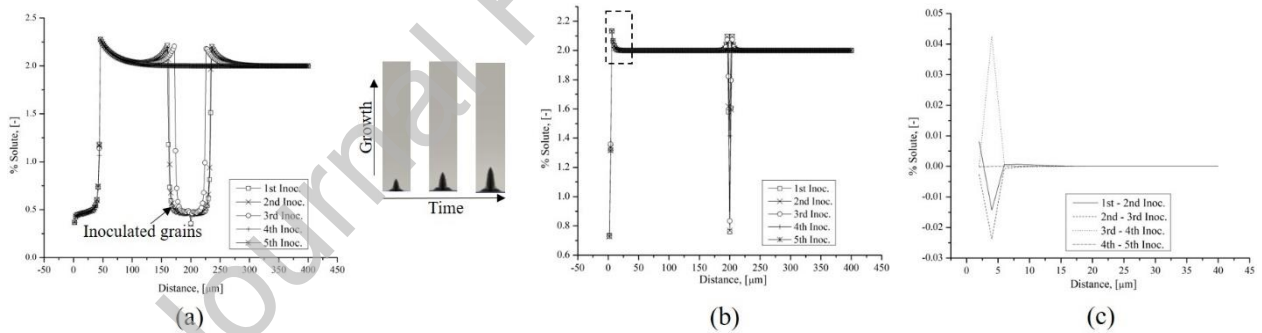 2.5
2.0
1.5
1.0
0.5
0.0
% Solute, [-]
1st Inoc.
2nd Inoc.
3rd Inoc.
4th Inoc.
5th Inoc.
Inoculated grains
-50 0 50 100 150 200 250 300 350 400 450
Distance, [µm]
(a)
Growth
Time
2.2
2.0
1.8
1.6
1.4
1.2
1.0
0.8
0.6
% Solute, [-]
1st Inoc.
2nd Inoc.
3rd Inoc.
4th Inoc.
5th Inoc.
-50 0 50 100 150 200 250 300 350 400 450
Distance, [µm]
(b)
0.05
0.04
0.03
0.02
0.01
0.00
-0.01
-0.02
-0.03
% Solute, [-]
1st - 2nd Inoc.
2nd - 3rd Inoc.
3rd - 4th Inoc.
4th - 5th Inoc.
0 5 10 15 20 25 30 35 40 45
Distance, [µm]
(c)
Journal